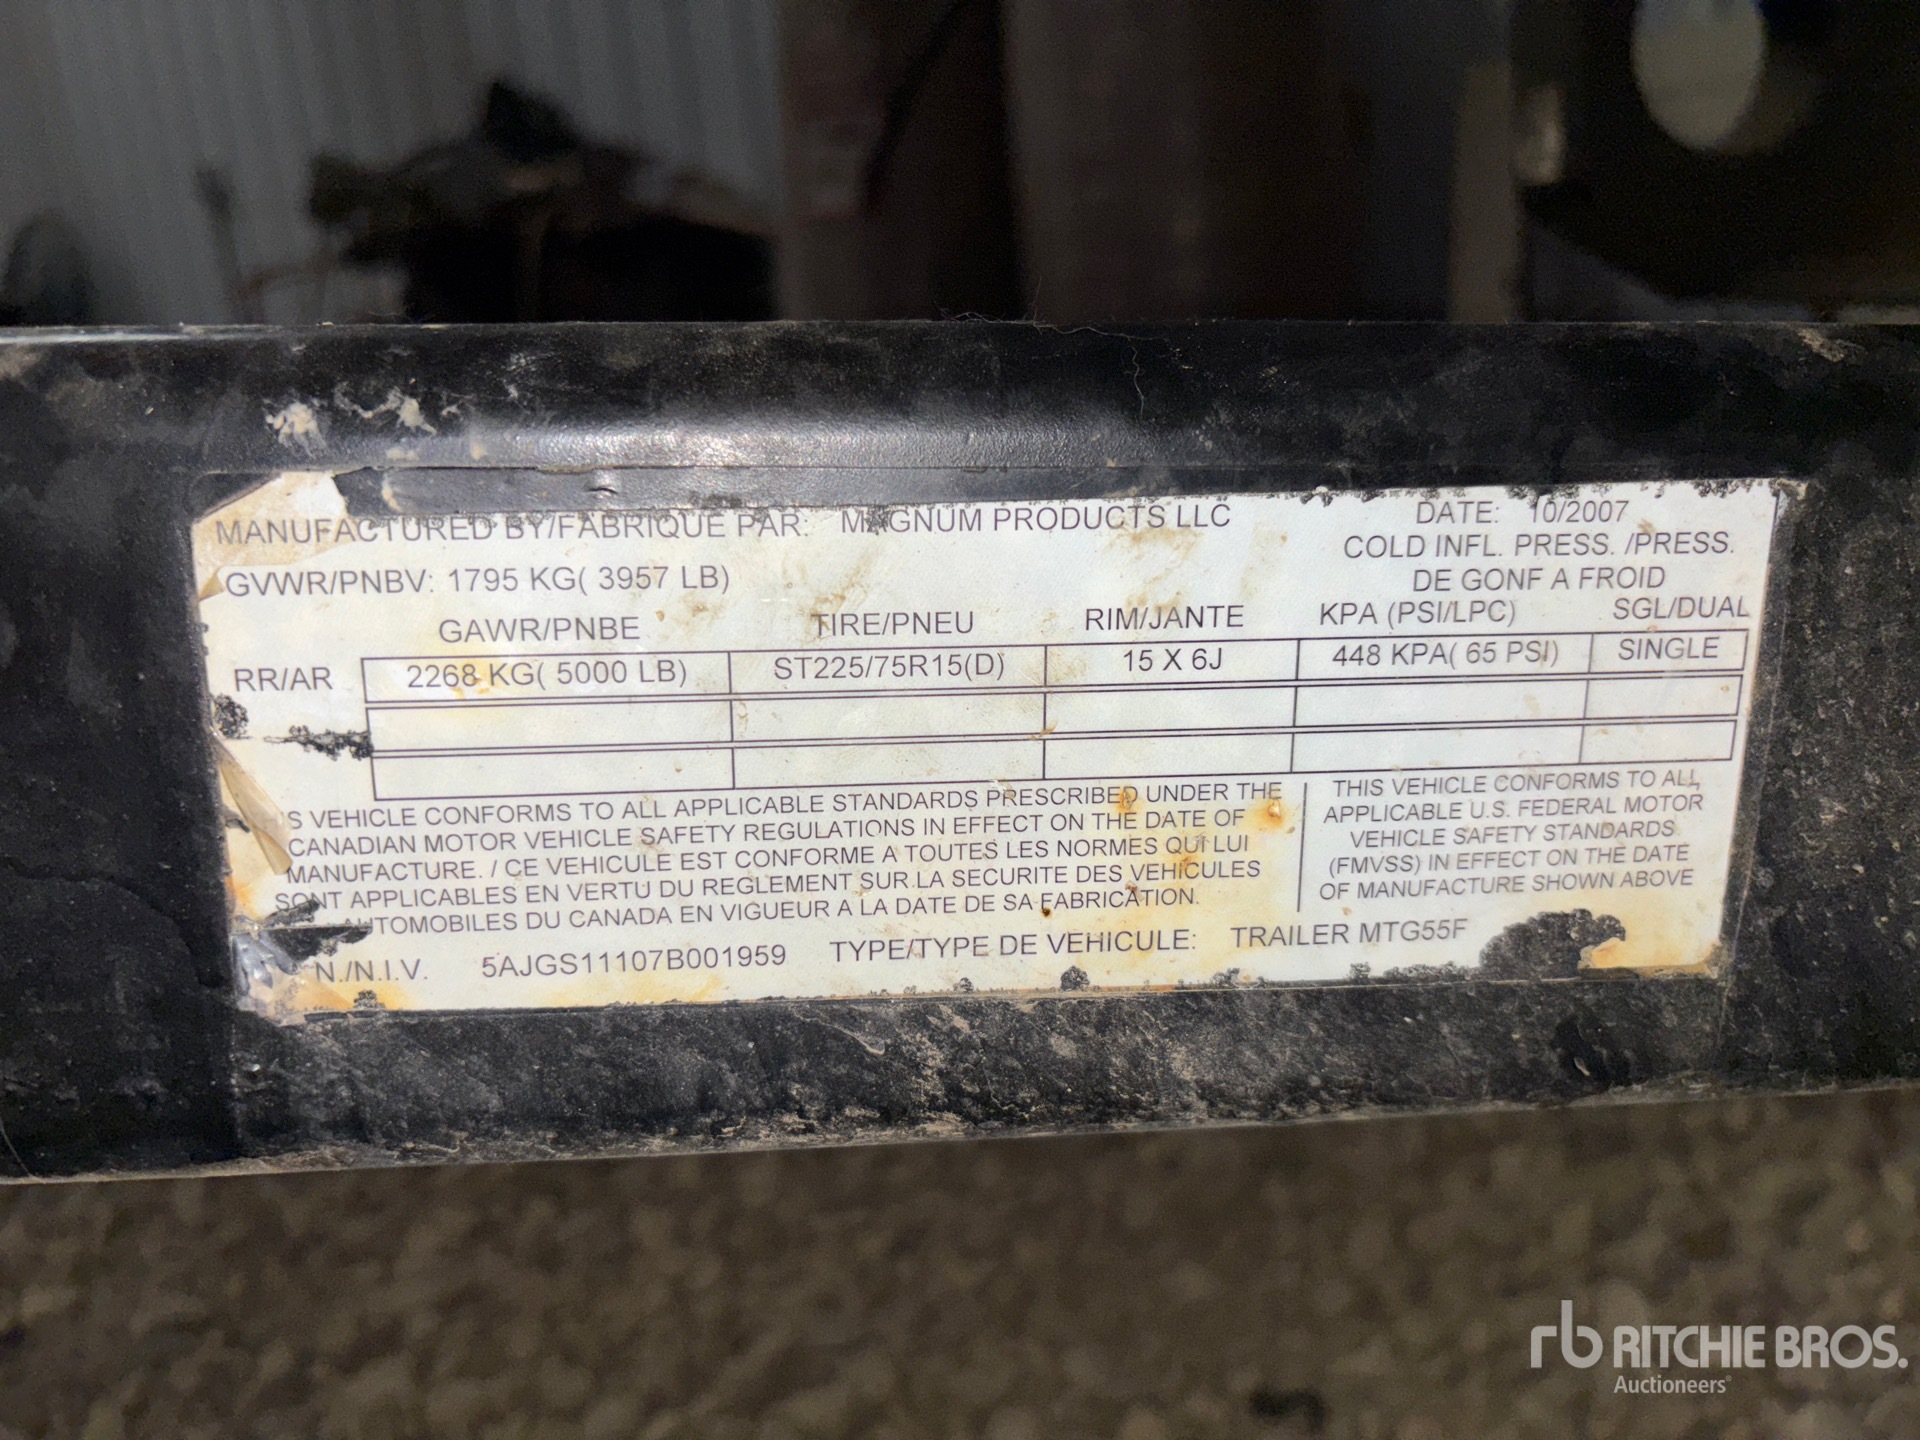 MANUFACTURED BY/FABRIQUE PAR: MAGNUM PRODUCTS LLC DATE: 10/2007
GVWR/PNBV: 1795 KG( 3957 LB) COLD INFL. PRESS. /PRESS.
DE GONF A FROID
GAWR/PNBE TIRE/PNEU RIM/JANTE KPA (PSI/LPC) SGL/DUAL
RR/AR 2268 KG( 5000 LB) ST225/75R15(D) 15 X 6J 448 KPA( 65 PSI) SINGLE
S VEHICLE CONFORMS TO ALL APPLICABLE STANDARDS PRESCRIBED UNDER THE
CANADIAN MOTOR VEHICLE SAFETY REGULATIONS IN EFFECT ON THE DATE OF
MANUFACTURE. / CE VEHICULE EST CONFORME A TOUTES LES NORMES QUI LUI
SONT APPLICABLES EN VERTU DU REGLEMENT SUR LA SECURITE DES VEHICULES
AUTOMOBILES DU CANADA EN VIGUEUR A LA DATE DE SA FABRICATION.
THIS VEHICLE CONFORMS TO ALL
APPLICABLE U.S. FEDERAL MOTOR
VEHICLE SAFETY STANDARDS
(FMVSS) IN EFFECT ON THE DATE
OF MANUFACTURE SHOWN ABOVE
N./N.I.V. 5AJGS11107B001959 TYPE/TYPE DE VEHICULE: TRAILER MTG55F
rb RITCHIE BROS.
Auctioneers